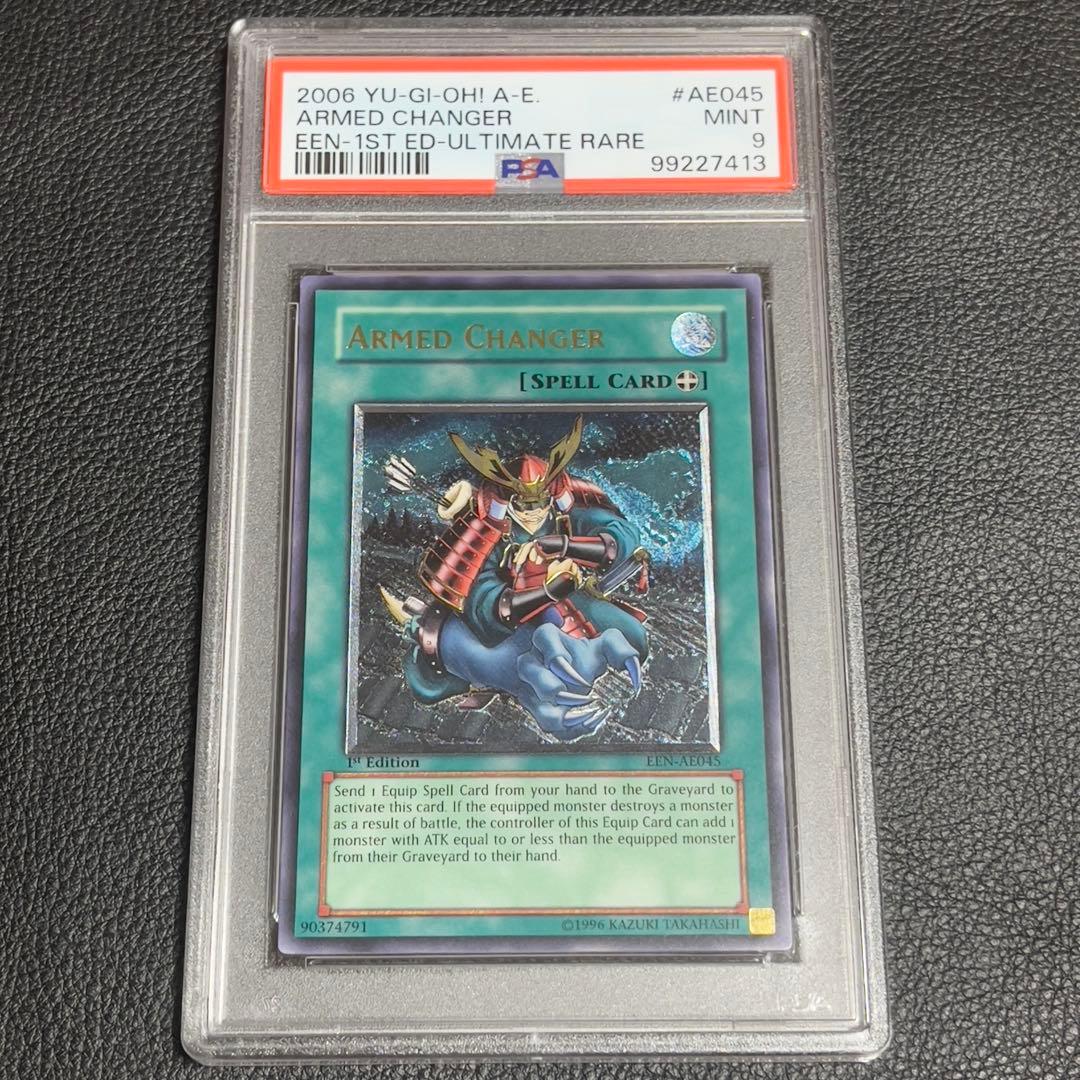 2006 YU-GI-OH! A-E. #AE045
ARMED CHANGER MINT
EEN-1ST ED-ULTIMATE RARE 9
PSA 99227413
ARMED CHANGER
[SPELL CARD]
1st Edition EEN-AE045
Send 1 Equip Spell Card from your hand to the Graveyard to
activate this card. If the equipped monster destroys a monster
as a result of battle, the controller of this Equip Card can add 1
monster with ATK equal to or less than the equipped monster
from their Graveyard to their hand.
90374791 ©1996 KAZUKI TAKAHASHI